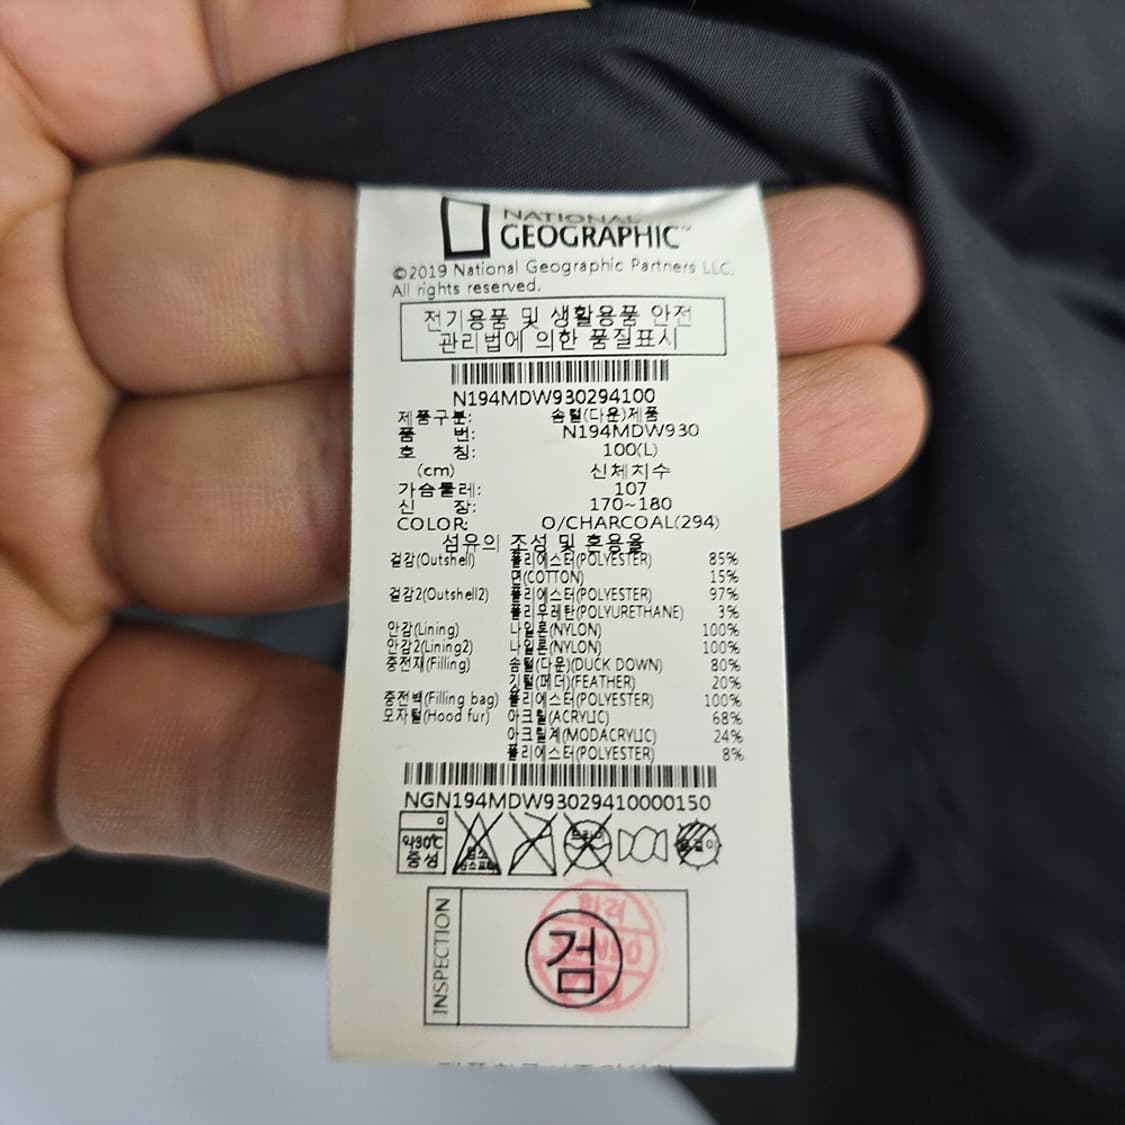 NATIONAL
GEOGRAPHIC™
©2019 National Geographic Partners LLC.
All rights reserved.
전기용품 및 생활용품 안전
관리법에 의한 품질표시
N194MDW930294100
제품구분: 솜털(다운)제품
품 번: N194MDW930
호 칭: 100(L)
(cm) 신체치수
가슴둘레: 107
신 장: 170~180
COLOR: O/CHARCOAL(294)
섬유의 조성 및 혼용율
겉감(Outshell) 폴리에스터(POLYESTER) 85%
면(COTTON) 15%
겉감2(Outshell2) 폴리에스터(POLYESTER) 97%
폴리우레탄(POLYURETHANE) 3%
안감(Lining) 나일론(NYLON) 100%
안감2(Lining2) 나일론(NYLON) 100%
충전재(Filling) 솜털(다운)(DUCK DOWN) 80%
깃털(페더)(FEATHER) 20%
충전백(Filling bag) 폴리에스터(POLYESTER) 100%
모자털(Hood fur) 아크릴(ACRYLIC) 68%
아크릴계(MODACRYLIC) 24%
폴리에스터(POLYESTER) 8%
NGN194MDW93029410000150
약30℃
중성
드라이
INSPECTION
검